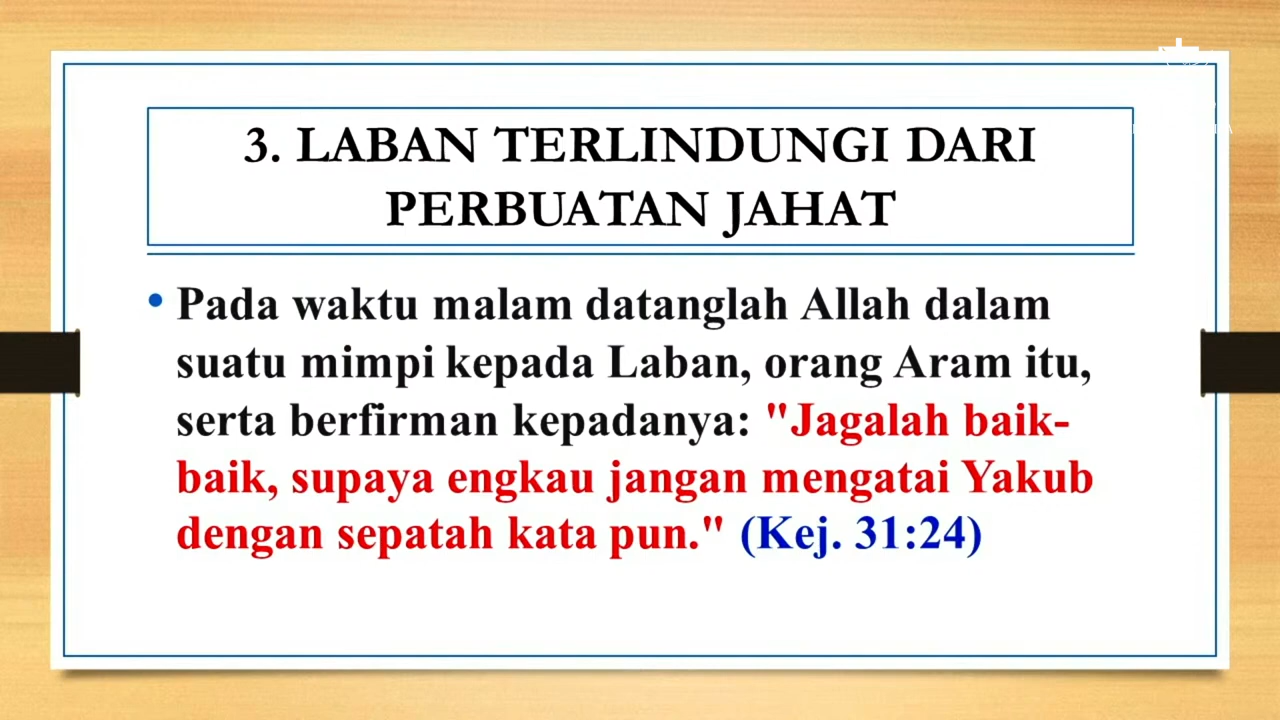 3. LABAN TERLINDUNGI DARI
PERBUATAN JAHAT
• Pada waktu malam datanglah Allah dalam
suatu mimpi kepada Laban, orang Aram itu,
serta berfirman kepadanya: "Jagalah baik-
baik, supaya engkau jangan mengatai Yakub
dengan sepatah kata pun." (Kej. 31:24)